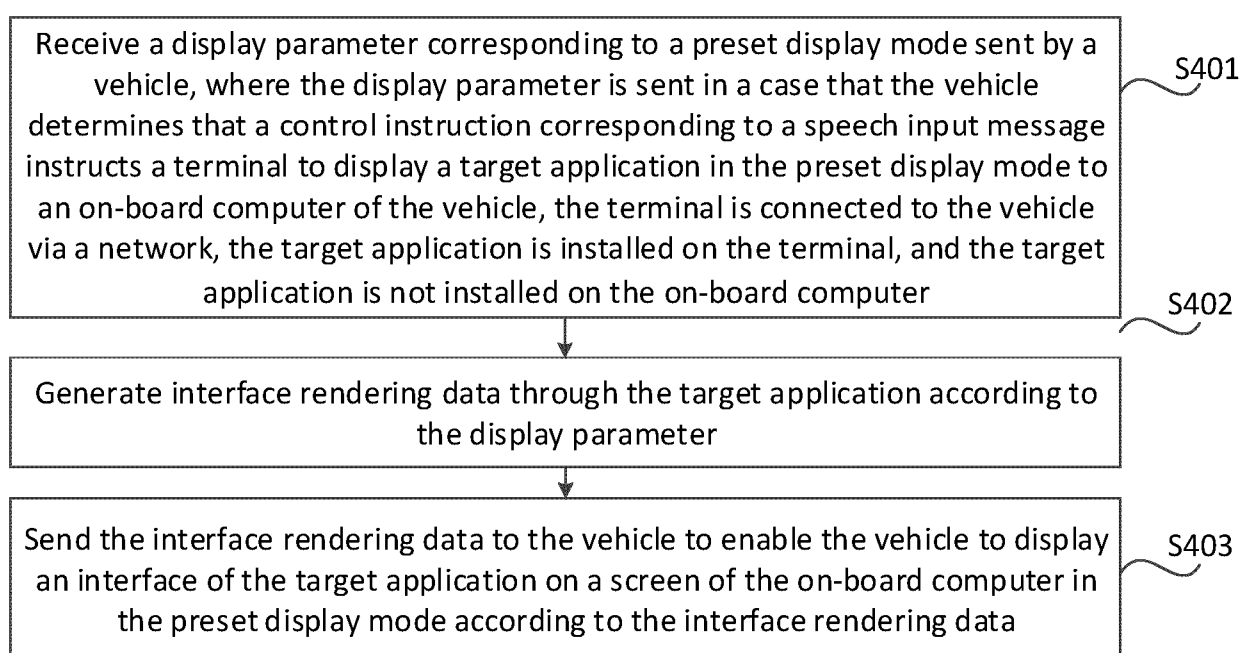 Receive a display parameter corresponding to a preset display mode sent by a
vehicle, where the display parameter is sent in a case that the vehicle
determines that a control instruction corresponding to a speech input message
instructs a terminal to display a target application in the preset display mode to
an on-board computer of the vehicle, the terminal is connected to the vehicle
via a network, the target application is installed on the terminal, and the target
application is not installed on the on-board computer
S401
S402
Generate interface rendering data through the target application according to
the display parameter
Send the interface rendering data to the vehicle to enable the vehicle to display
an interface of the target application on a screen of the on-board computer in
the preset display mode according to the interface rendering data
S403